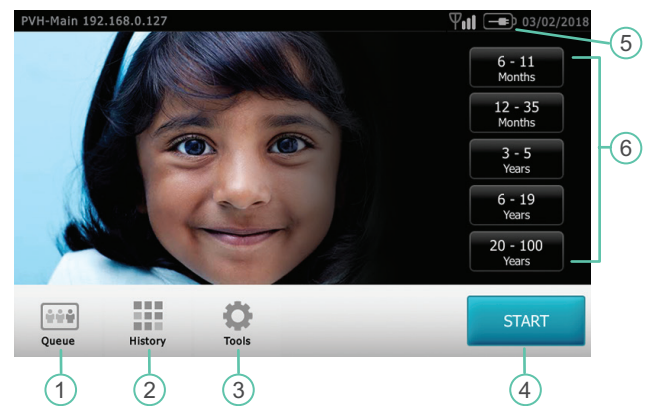 PVH-Main 192.168.0.127
03/02/2018
5
6 - 11
Months
12 - 35
Months
3 - 5
Years
6
6 - 19
Years
20 - 100
Years
Queue
History
Tools
START
1
2
3
4